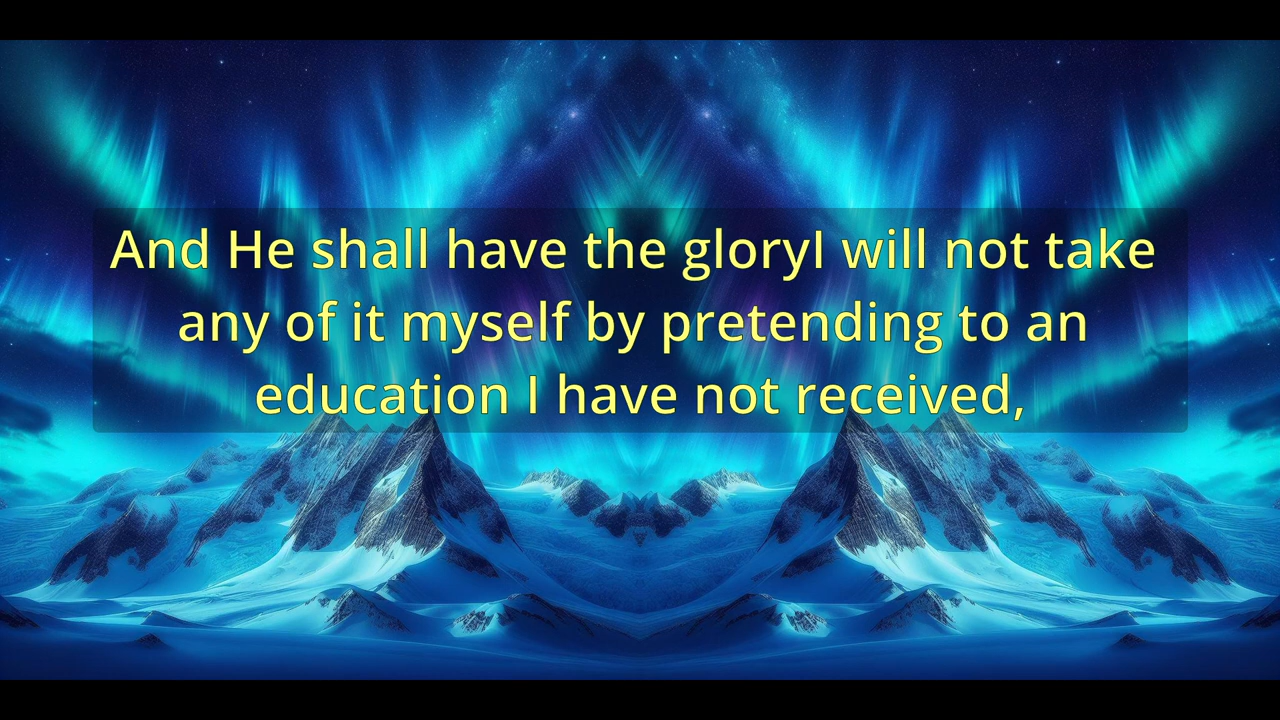 And He shall have the gloryI will not take
any of it myself by pretending to an
education I have not received,